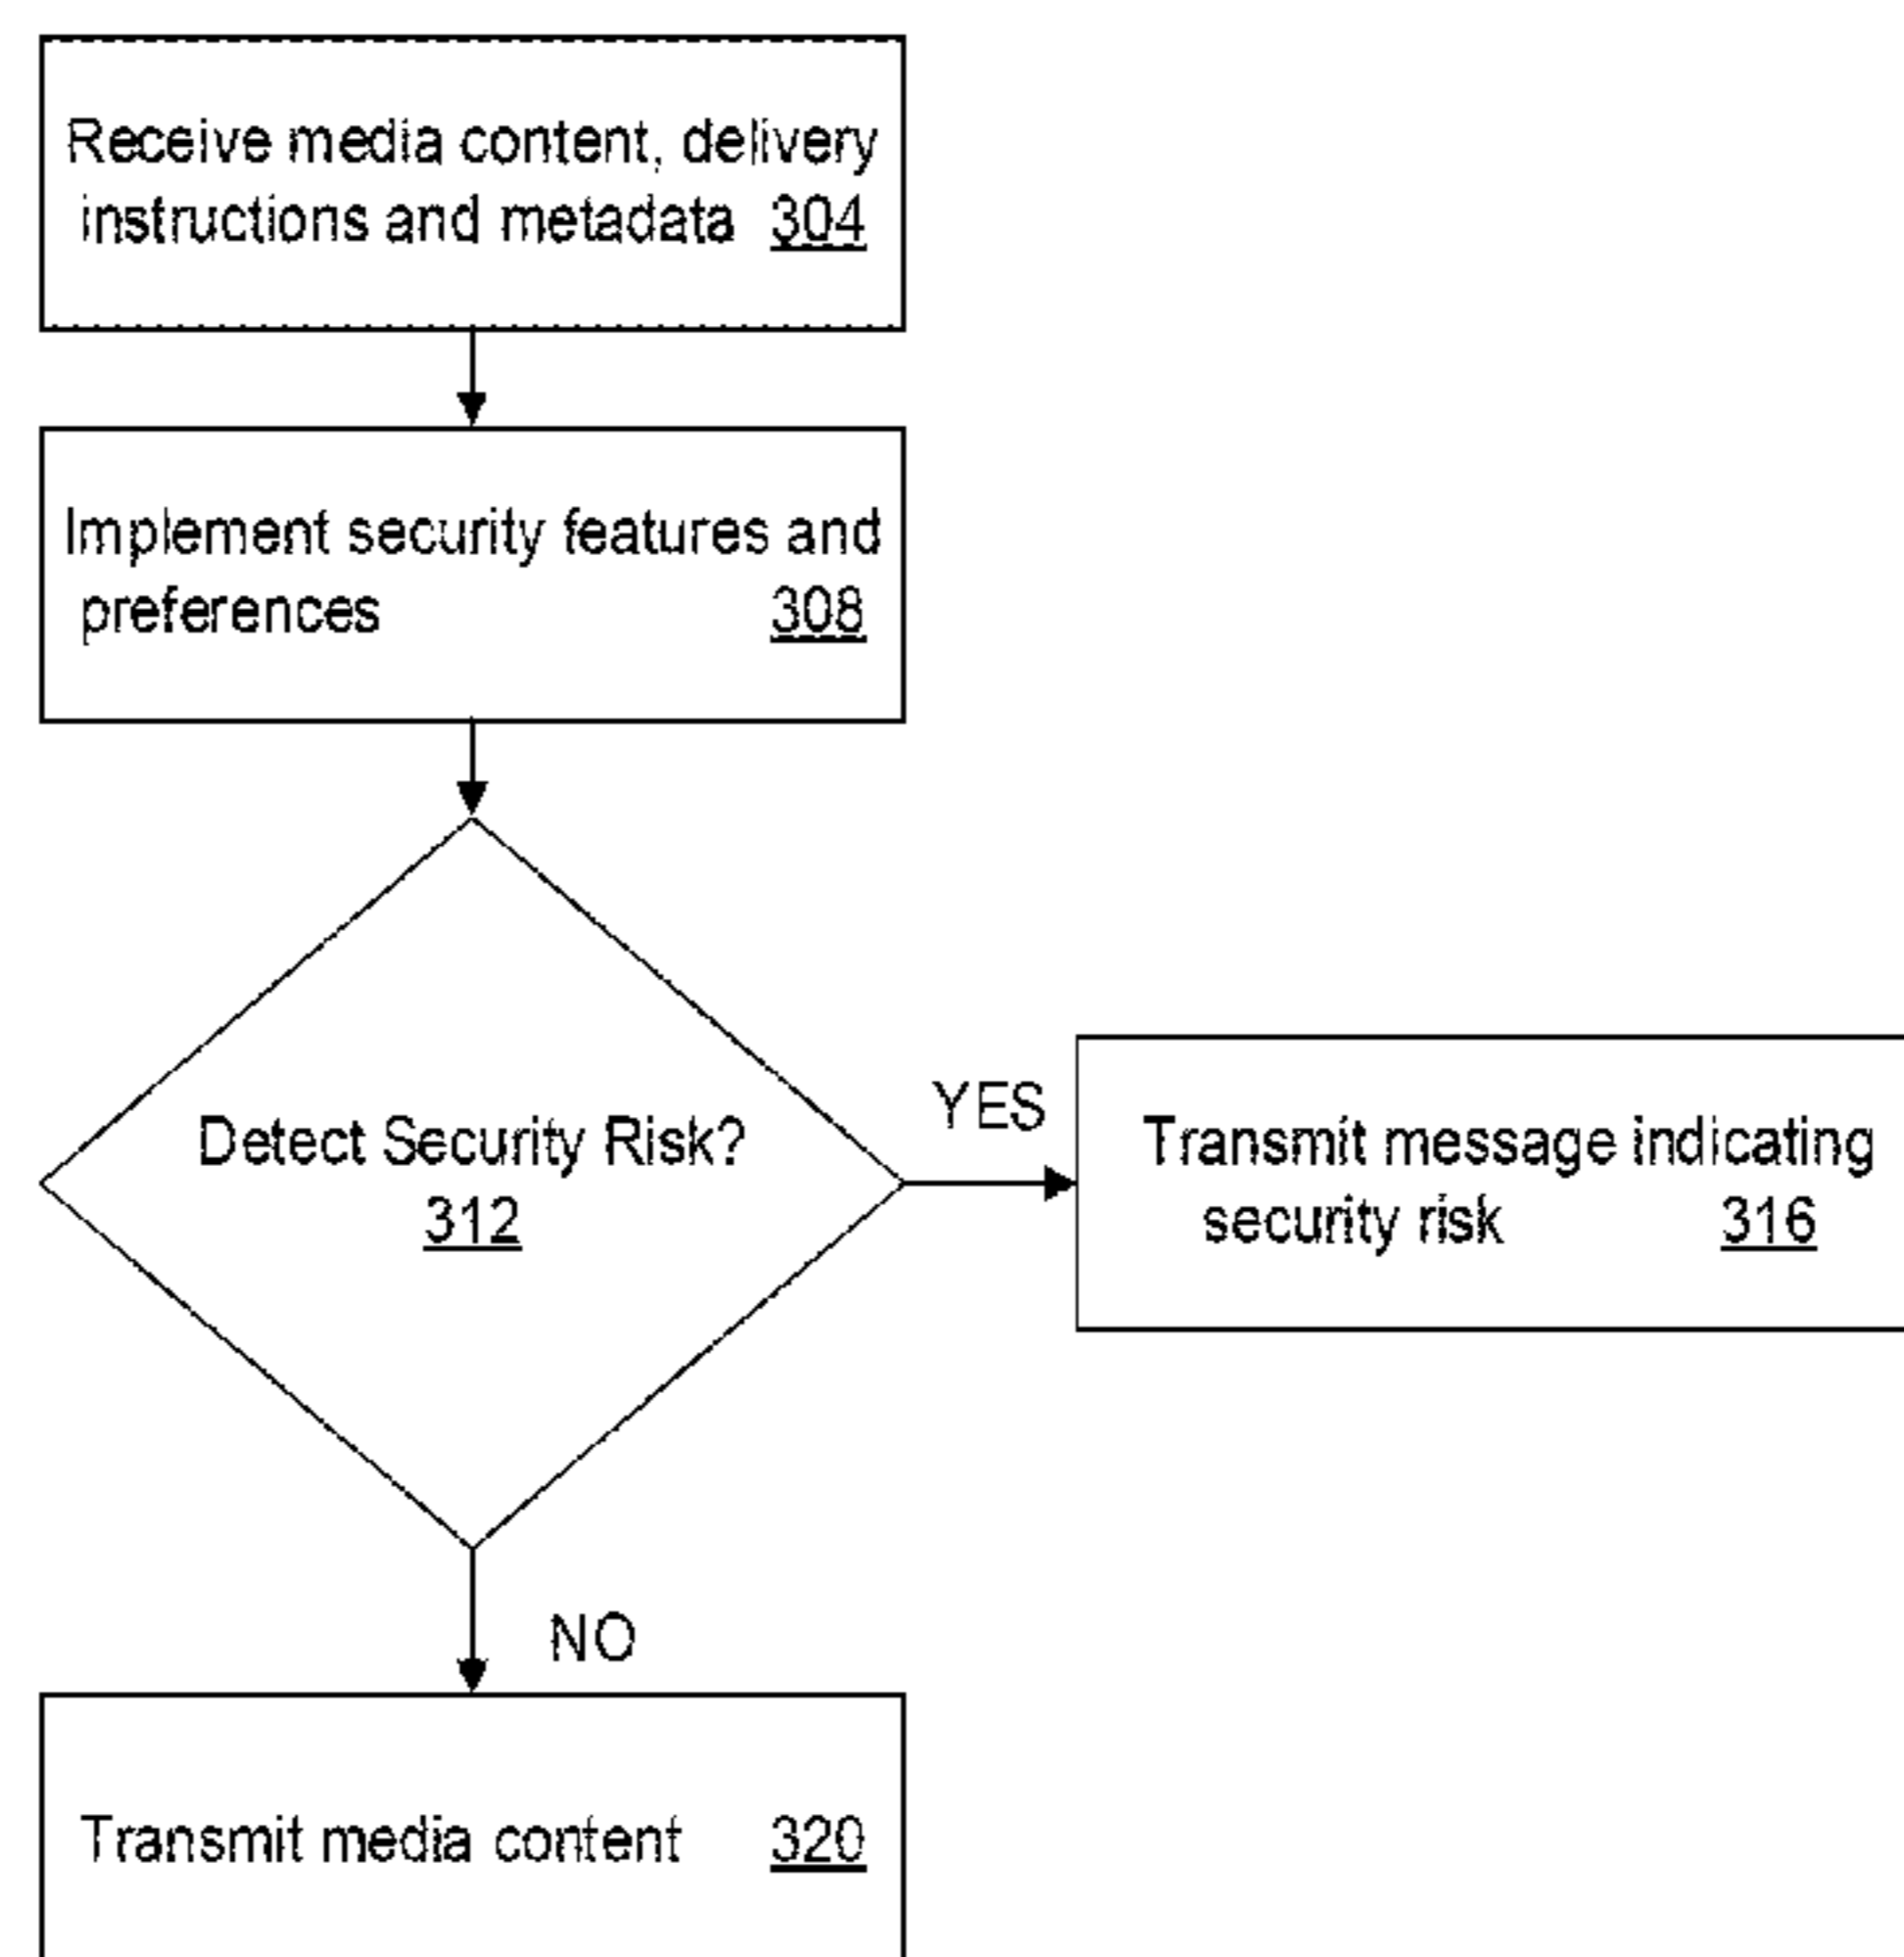 Receive media content, delivery
instructions and metadata 304
Implement security features and
preferences 308
Detect Security Risk?
312
YES
Transmit message indicating
security risk 316
NO
Transmit media content 320